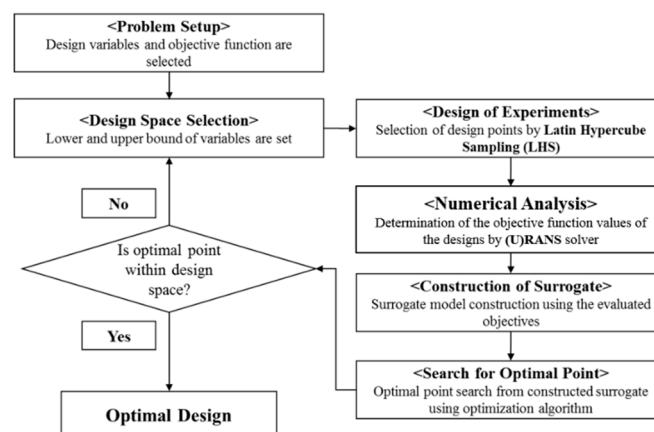 <Problem Setup>
Design variables and objective function are
selected
<Design Space Selection>
Lower and upper bound of variables are set
<Design of Experiments>
Selection of design points by Latin Hypercube
Sampling (LHS)
<Numerical Analysis>
Determination of the objective function values of
the designs by (U)RANS solver
<Construction of Surrogate>
Surrogate model construction using the evaluated
objectives
<Search for Optimal Point>
Optimal point search from constructed surrogate
using optimization algorithm
Is optimal point
within design
space?
No
Yes
Optimal Design